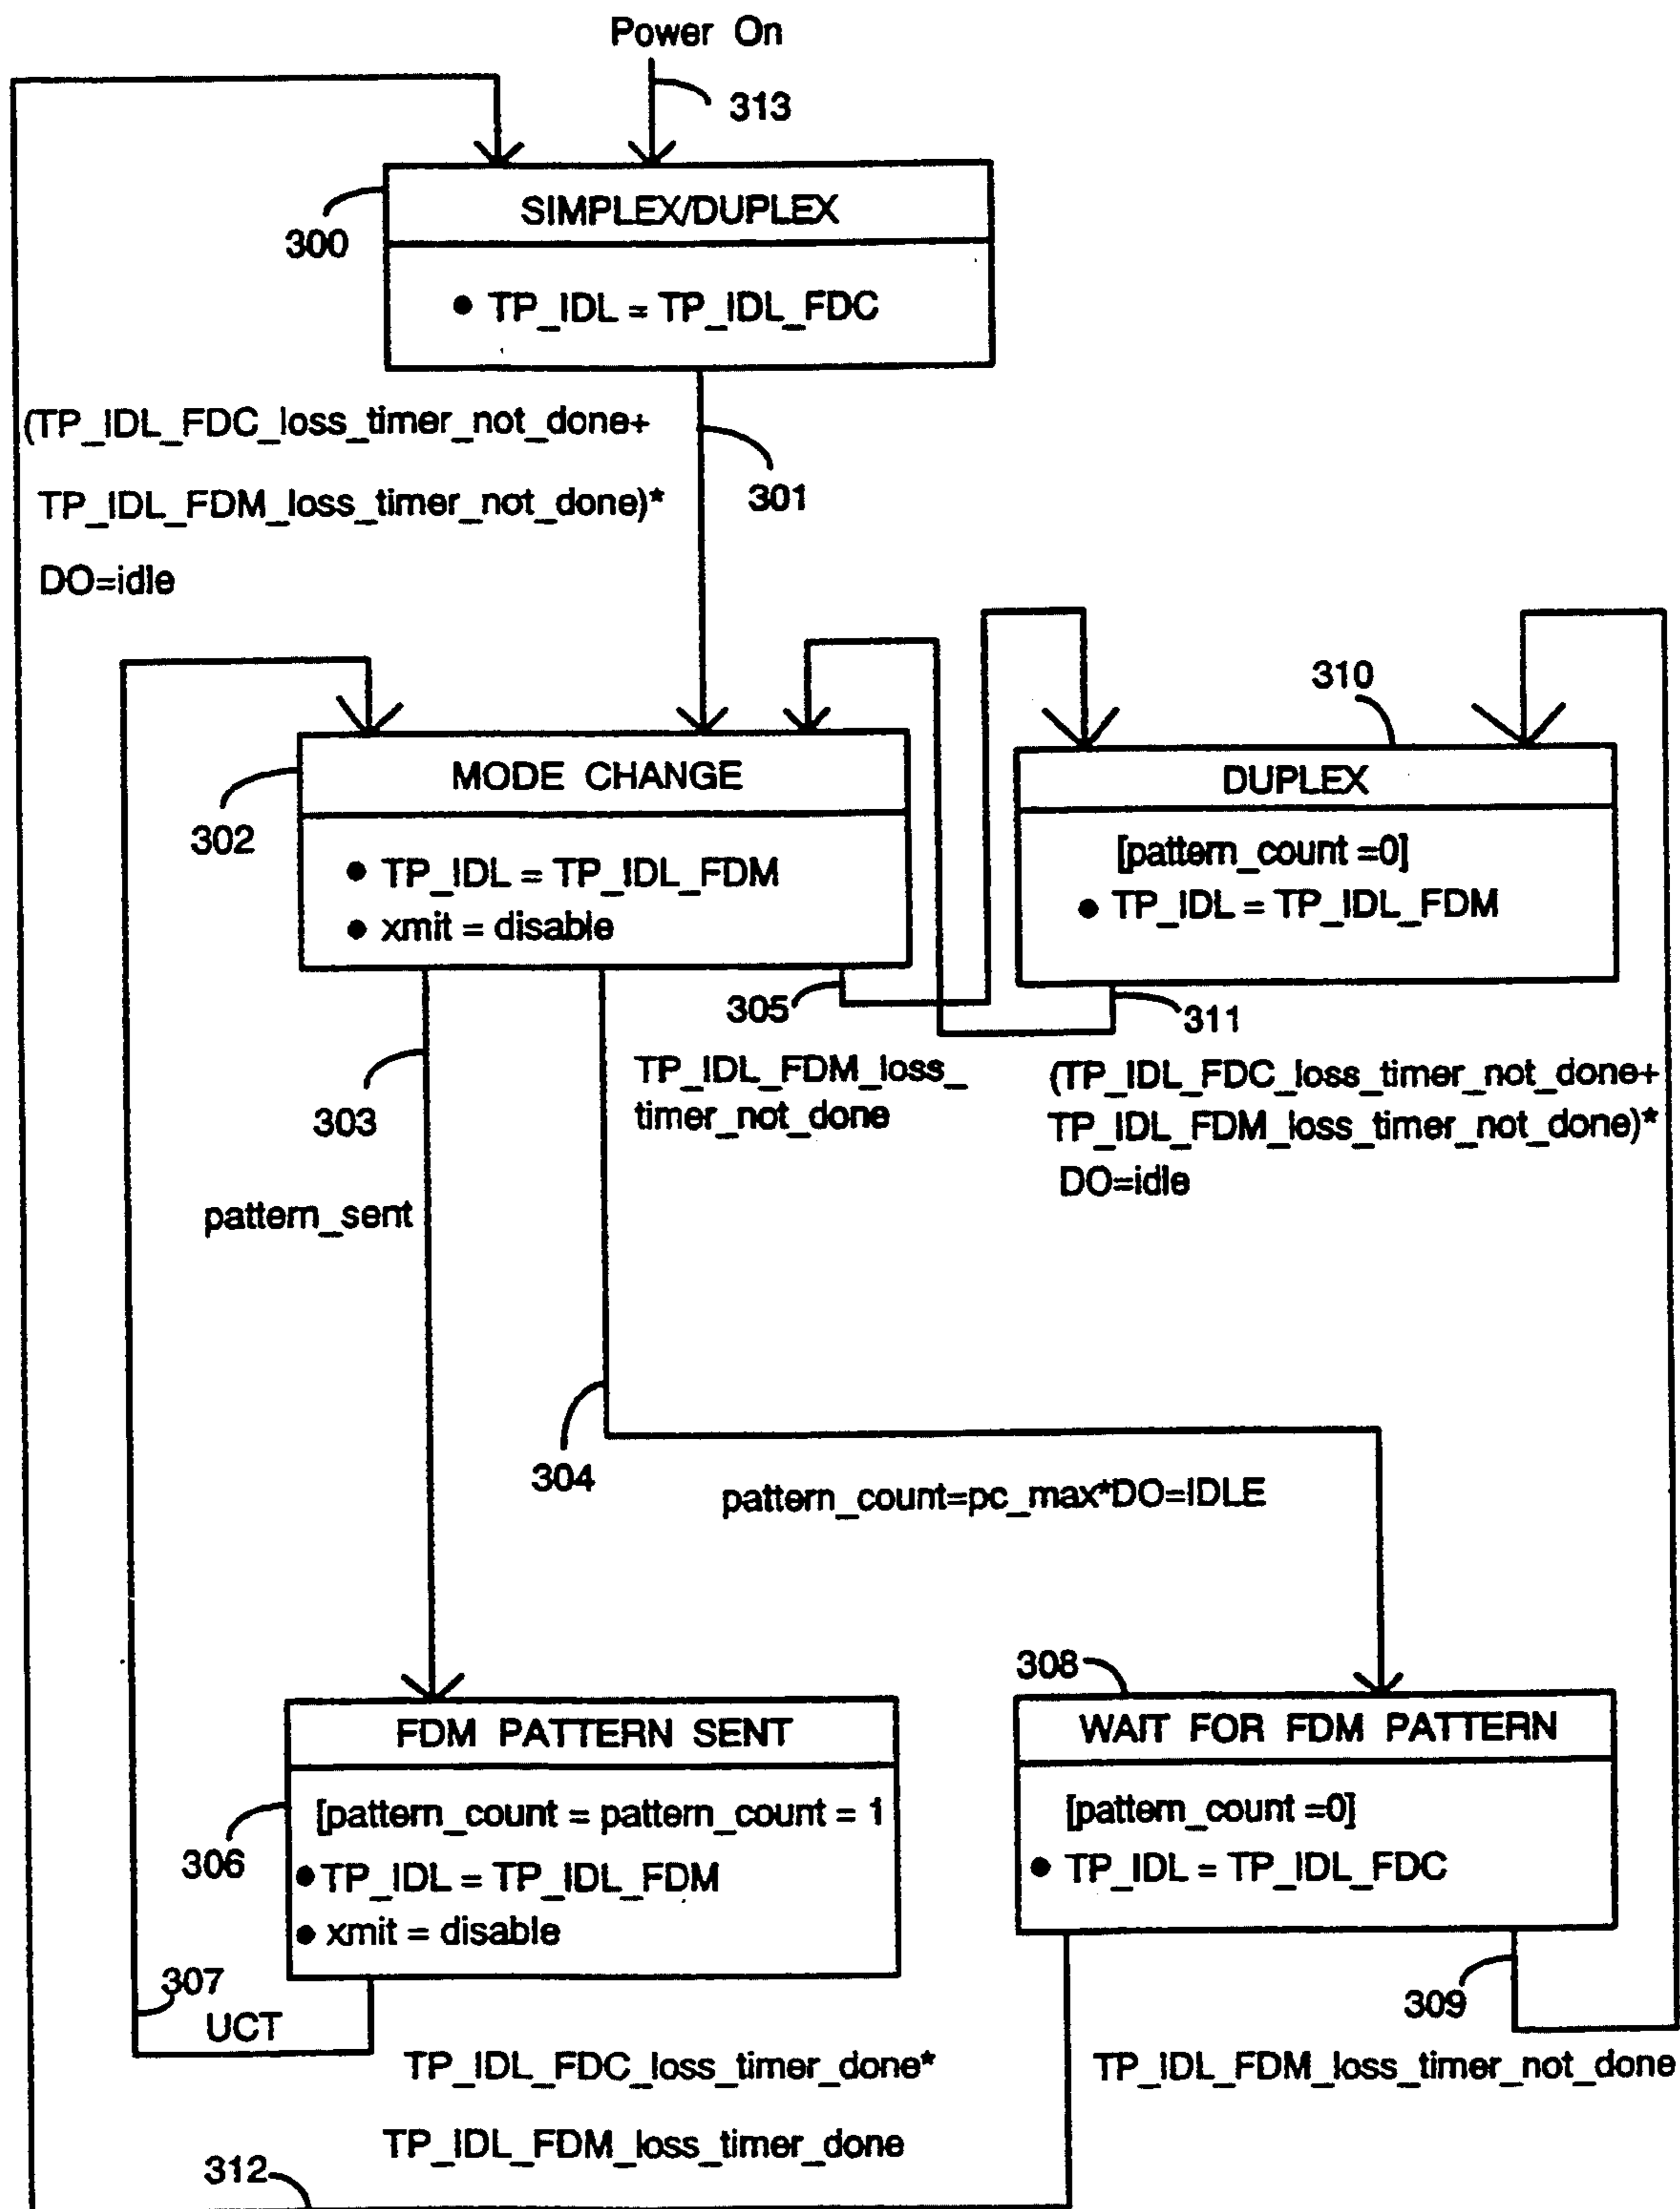 Power On
313
300
SIMPLEX/DUPLEX
• TP_IDL = TP_IDL_FDC
(TP_IDL_FDC_loss_timer_not_done+
TP_IDL_FDM_loss_timer_not_done)*
DO=idle
301
302
MODE CHANGE
• TP_IDL = TP_IDL_FDM
• xmit = disable
310
DUPLEX
[pattern_count =0]
• TP_IDL = TP_IDL_FDM
305
311
303
TP_IDL_FDM_loss_
timer_not_done
(TP_IDL_FDC_loss_timer_not_done+
TP_IDL_FDM_loss_timer_not_done)*
DO=idle
pattern_sent
304
pattern_count=pc_max*DO=IDLE
308
FDM PATTERN SENT
306
[pattern_count = pattern_count = 1
• TP_IDL = TP_IDL_FDM
• xmit = disable
WAIT FOR FDM PATTERN
[pattern_count =0]
• TP_IDL = TP_IDL_FDC
307
UCT
309
TP_IDL_FDC_loss_timer_done*
TP_IDL_FDM_loss_timer_done
TP_IDL_FDM_loss_timer_not_done
312